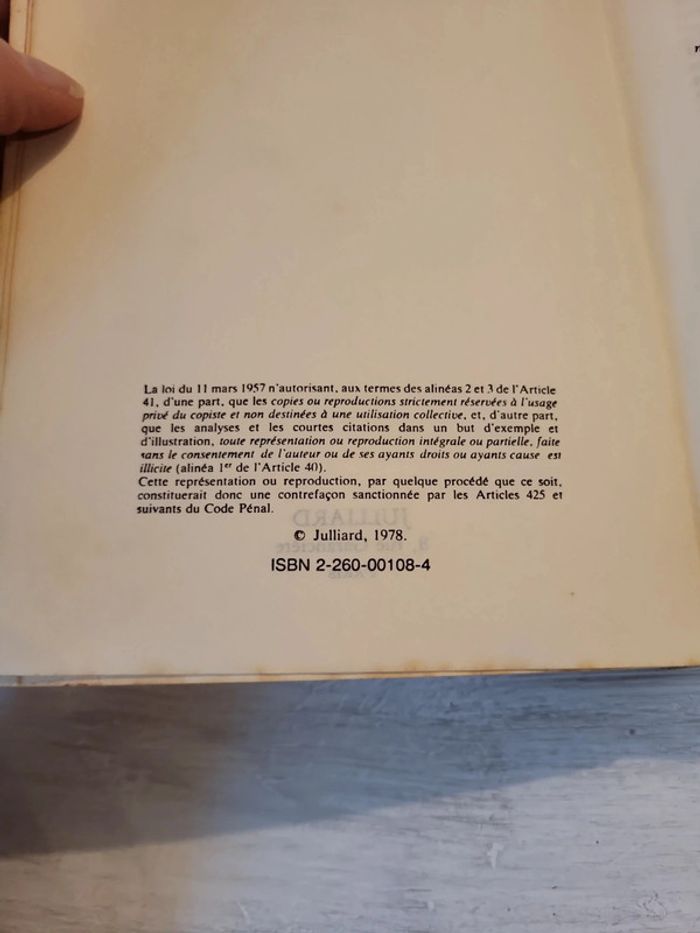 La loi du 11 mars 1957 n'autorisant, aux termes des alinéas 2 et 3 de l'Article
41, d'une part, que les copies ou reproductions strictement réservées à l'usage
privé du copiste et non destinées à une utilisation collective, et, d'autre part,
que les analyses et les courtes citations dans un but d'exemple et
d'illustration, toute représentation ou reproduction intégrale ou partielle, faite
sans le consentement de l'auteur ou de ses ayants droits ou ayants cause est
illicite (alinéa 1er de l'Article 40).
Cette représentation ou reproduction, par quelque procédé que ce soit,
constituerait donc une contrefaçon sanctionnée par les Articles 425 et
suivants du Code Pénal.
JULLIARD
© Julliard, 1978.
ISBN 2-260-00108-4